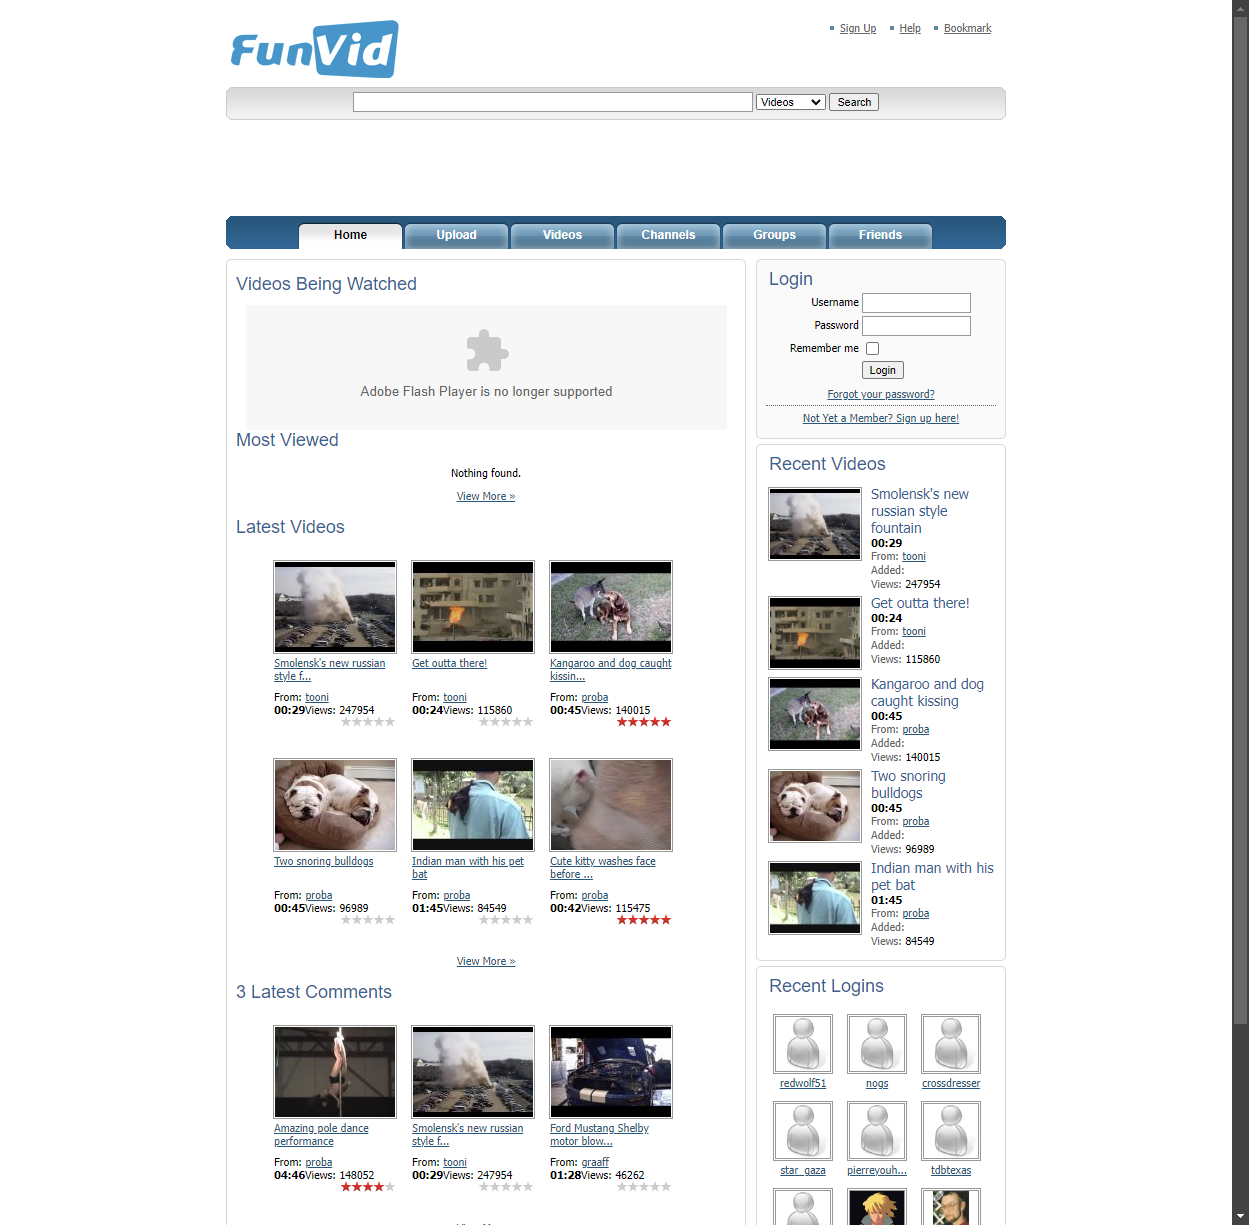 FunVid
Sign Up
Help
Bookmark
Videos
Search
Home
Upload
Videos
Channels
Groups
Friends
Videos Being Watched
Adobe Flash Player is no longer supported
Most Viewed
Nothing found.
View More »
Latest Videos
Smolensk's new russian
style f...
From: tooni
00:29Views: 247954
Get outta there!
From: tooni
00:24Views: 115860
Kangaroo and dog caught
kissin...
From: proba
00:45Views: 140015
Two snoring bulldogs
From: proba
00:45Views: 96989
Indian man with his pet
bat
From: proba
01:45Views: 84549
Cute kitty washes face
before ...
From: proba
00:42Views: 115475
View More »
3 Latest Comments
Amazing pole dance
performance
From: proba
04:46Views: 148052
Smolensk's new russian
style f...
From: tooni
00:29Views: 247954
Ford Mustang Shelby
motor blow...
From: graaff
01:28Views: 46262
Login
Username
Password
Remember me
Login
Forgot your password?
Not Yet a Member? Sign up here!
Recent Videos
Smolensk's new
russian style
fountain
00:29
From: tooni
Added:
Views: 247954
Get outta there!
00:24
From: tooni
Added:
Views: 115860
Kangaroo and dog
caught kissing
00:45
From: proba
Added:
Views: 140015
Two snoring
bulldogs
00:45
From: proba
Added:
Views: 96989
Indian man with his
pet bat
01:45
From: proba
Added:
Views: 84549
Recent Logins
redwolf51
nogs
crossdresser
star_gaza
pierreyouh...
tdbtexas